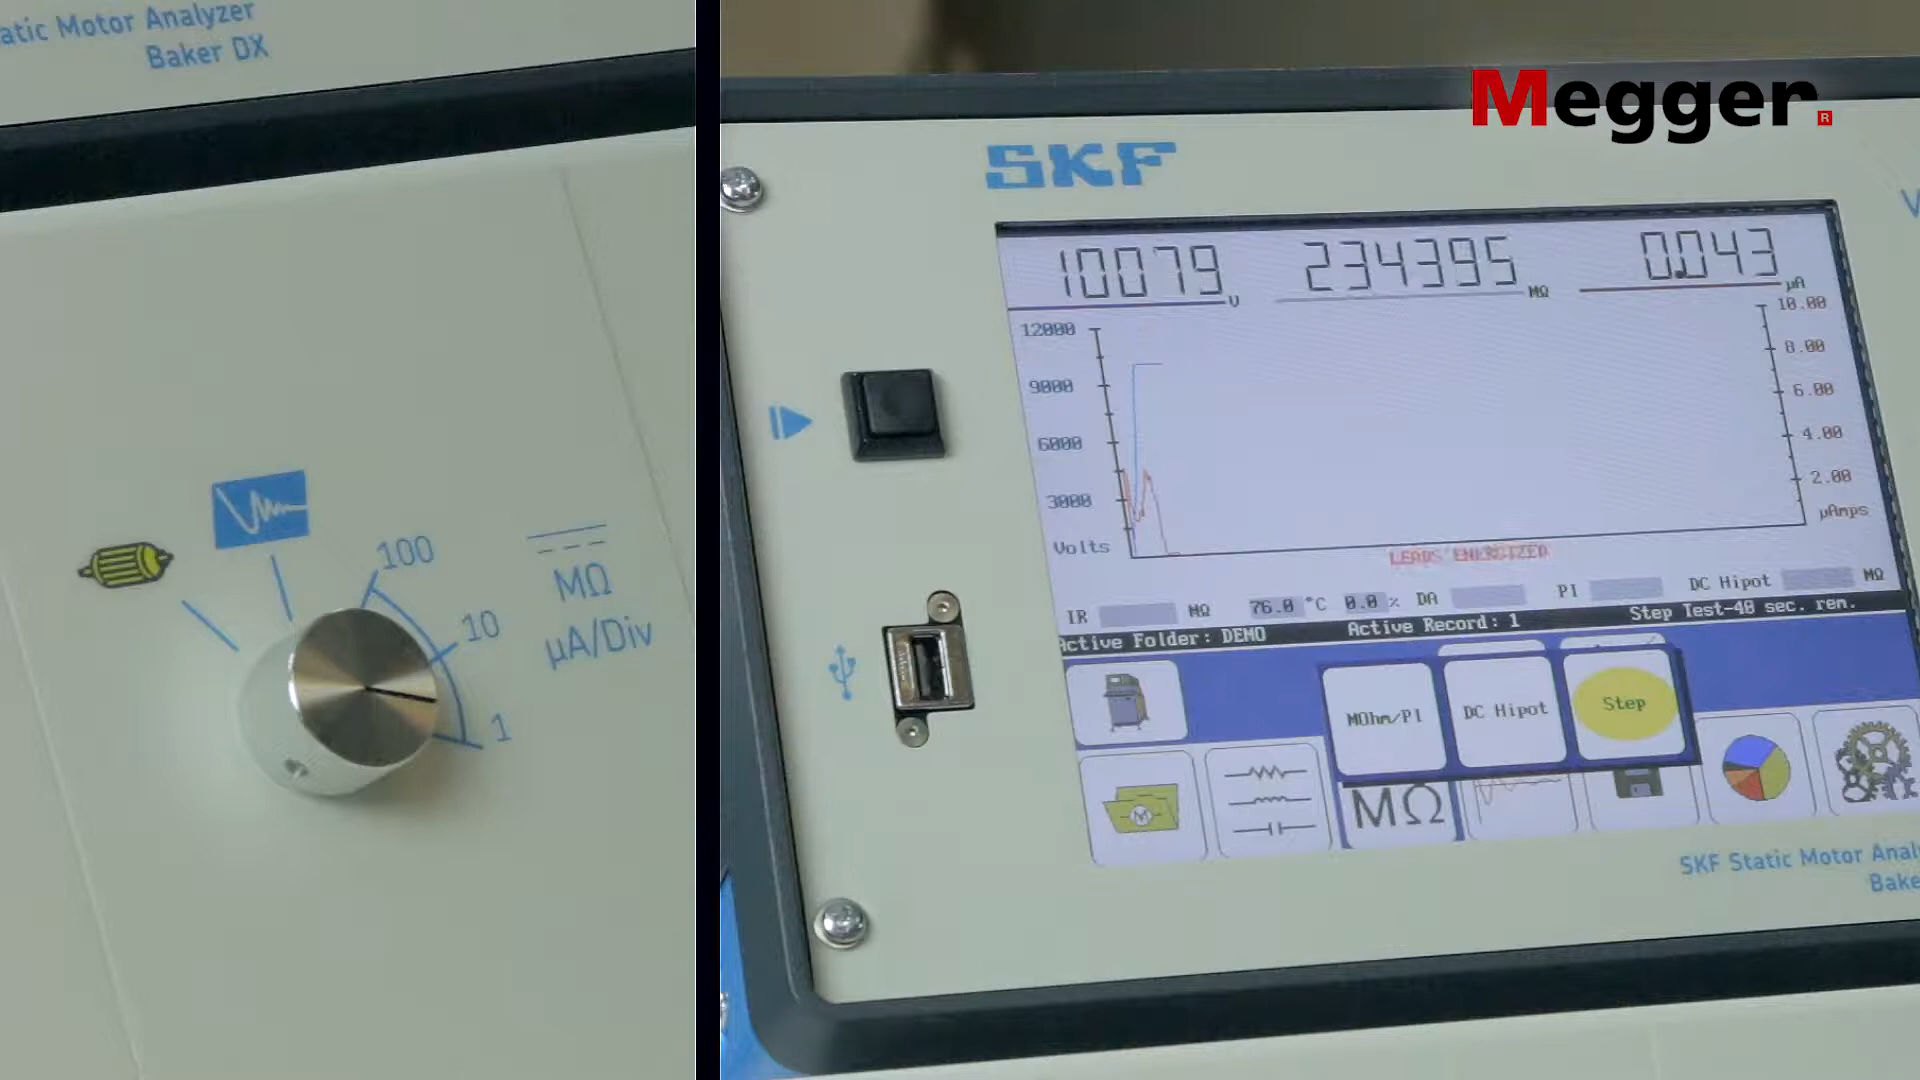 Static Motor Analyzer
Baker DX
100
10
1
MΩ
µA/Div
Megger.
R
SKF
10079 V
234395 MΩ
0.043 µA
12000
9000
6000
3000
Volts
10.00
8.00
6.00
4.00
2.00
µAmps
LEADS ENERGIZED
IR MΩ 76.0 °C 0.0 % DA PI DC Hipot MΩ
Active Folder: DEMO Active Record: 1 Step Test-40 sec. rem.
MOhm/PI
DC Hipot
Step
M
MΩ
SKF Static Motor Analy
Bake